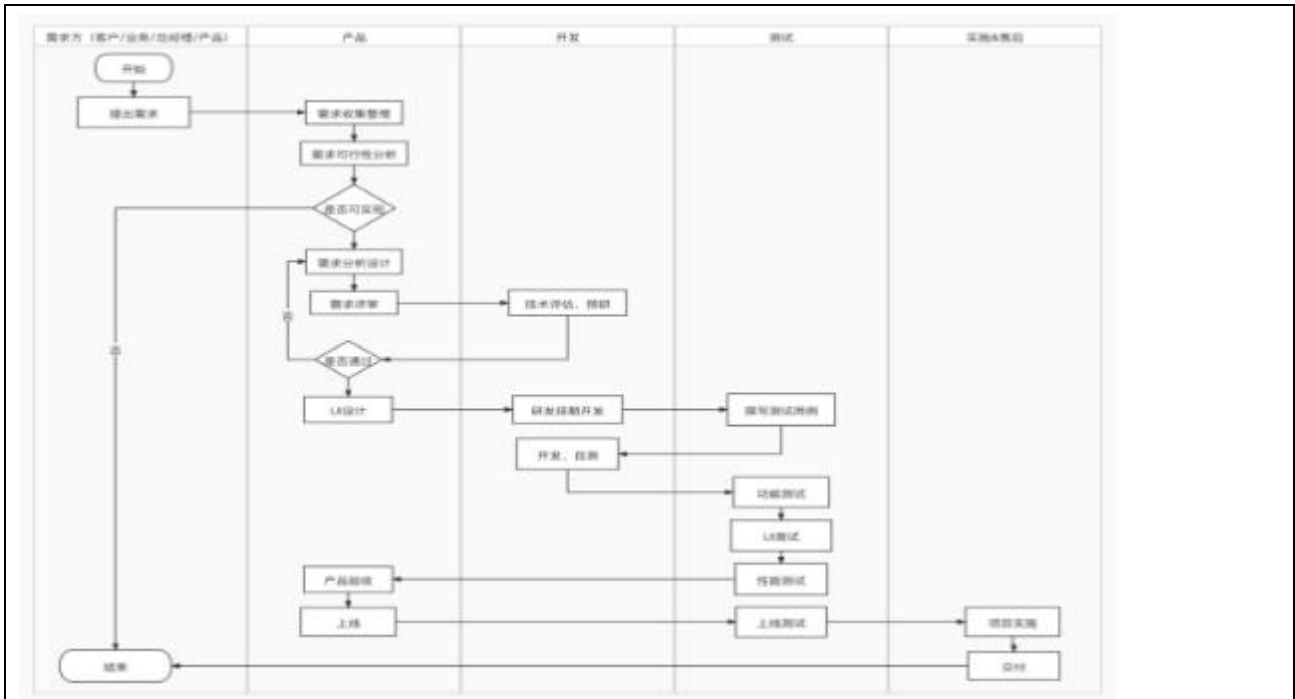 需求方（客户/业务/总经理/产品） 产品 开发 测试 实施&售后
开始
提出需求 需求收集整理
需求可行性分析
是否可实现
需求分析设计
需求评审 技术评估、预研
否
否
是否通过
UI设计 研发排期开发 撰写测试用例
开发、自测
功能测试
UI测试
产品验收 性能测试
上线 上线测试 项目实施
结束 交付